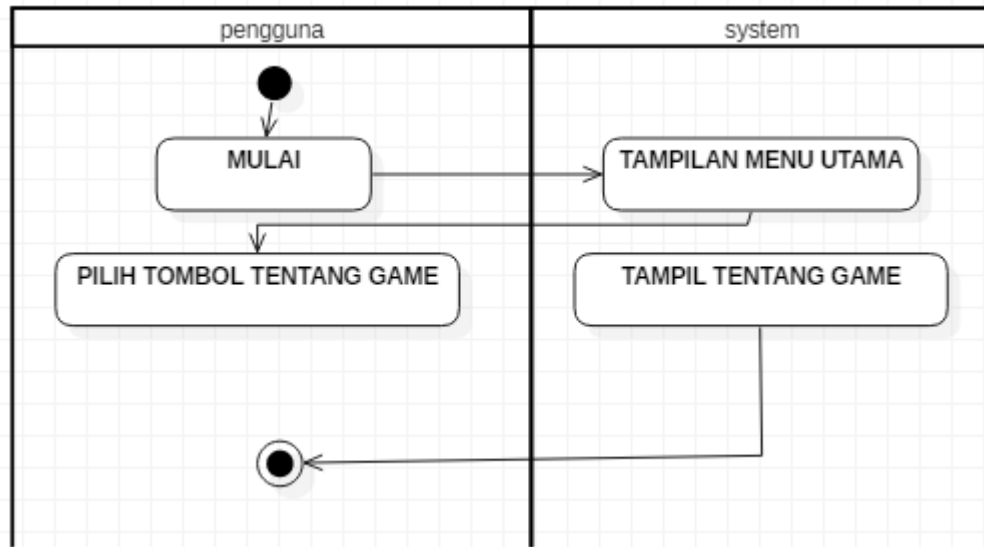 pengguna
system
MULAI
TAMPILAN MENU UTAMA
PILIH TOMBOL TENTANG GAME
TAMPIL TENTANG GAME